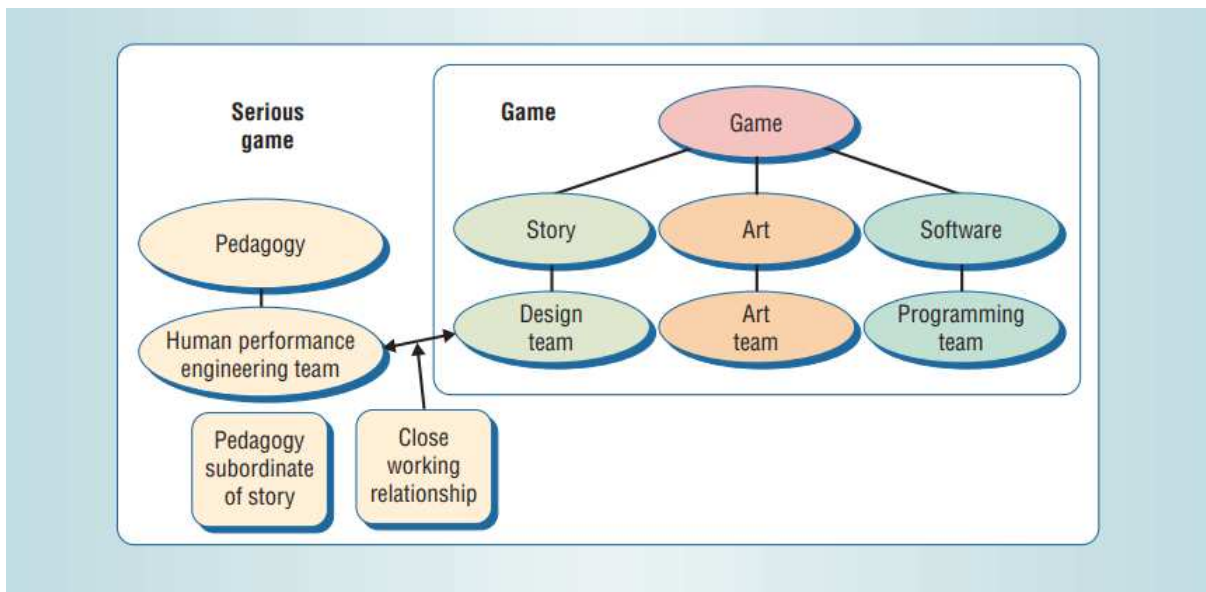 Serious
game
Game
Game
Pedagogy
Story
Art
Software
Human performance
engineering team
Design
team
Art
team
Programming
team
Pedagogy
subordinate
of story
Close
working
relationship